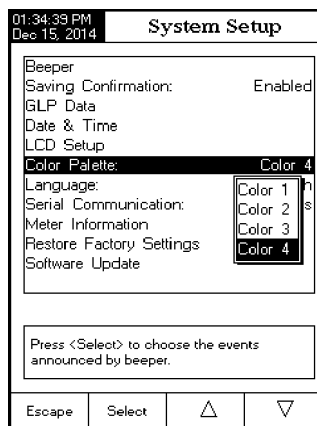 01:34:39 PM
Dec 15, 2014
System Setup
Beeper
Saving Confirmation: Enabled
GLP Data
Date & Time
LCD Setup
Color Palette: Color 4
Language: h
Serial Communication: s
Meter Information
Restore Factory Settings
Software Update
Color 1
Color 2
Color 3
Color 4
Press <Select> to choose the events
announced by beeper.
Escape Select